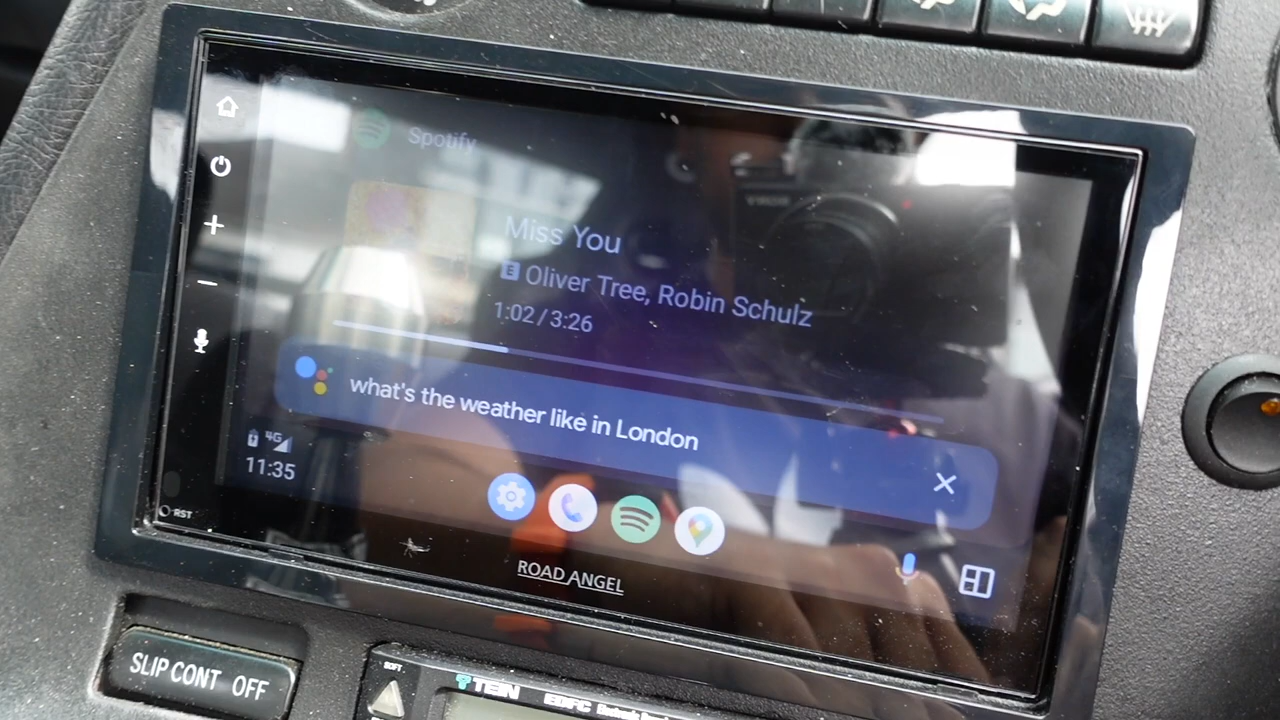 Spotify
Miss You
E Oliver Tree, Robin Schulz
1:02/3:26
what's the weather like in London
4G
11:35
RST
ROAD ANGEL
SLIP CONT OFF
SOFT
TEIN EDFC